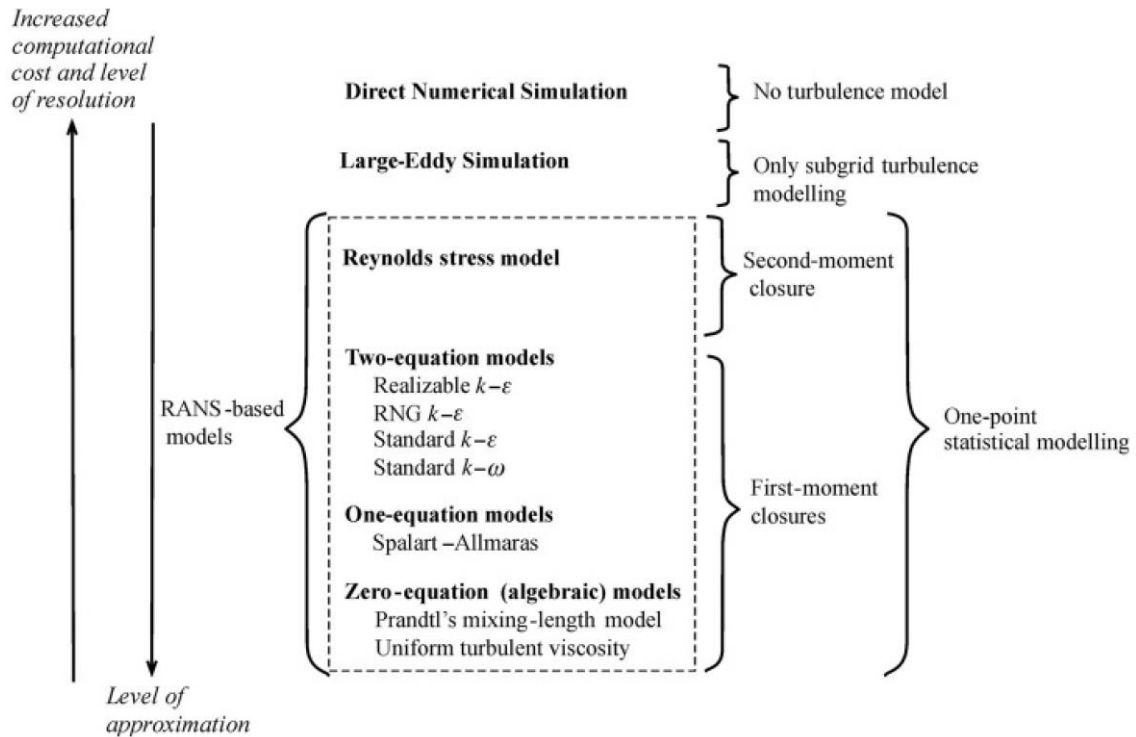 Increased
computational
cost and level
of resolution
Direct Numerical Simulation
No turbulence model
Large-Eddy Simulation
Only subgrid turbulence
modelling
Reynolds stress model
Second-moment
closure
Two-equation models
Realizable k–ε
RNG k–ε
Standard k–ε
Standard k–ω
RANS-based
models
One-point
statistical modelling
First-moment
closures
One-equation models
Spalart–Allmaras
Zero-equation (algebraic) models
Prandtl's mixing-length model
Uniform turbulent viscosity
Level of
approximation